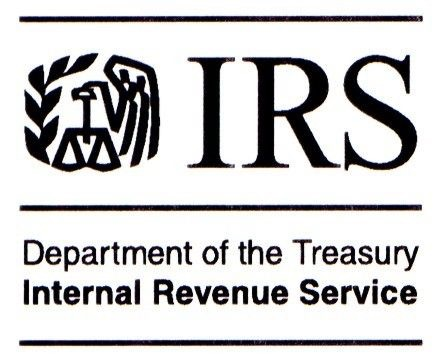 IRS
Department of the Treasury
Internal Revenue Service